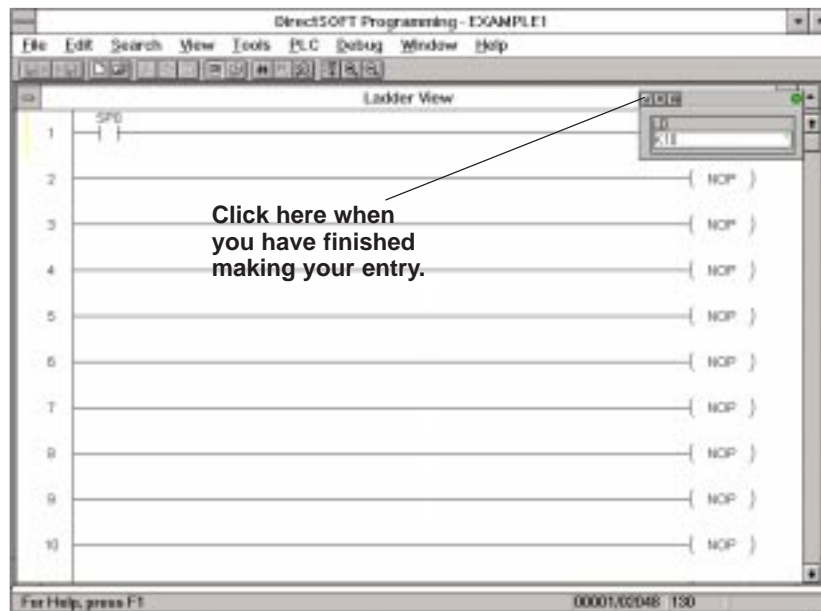 DirectSOFT Programming - EXAMPLE1
File Edit Search View Tools PLC Debug Window Help
Ladder View
LD
K10
SP0
1
2 NOP
Click here when
you have finished
making your entry.
3 NOP
4 NOP
5 NOP
6 NOP
7 NOP
8 NOP
9 NOP
10 NOP
For Help, press F1 00001/02048 130